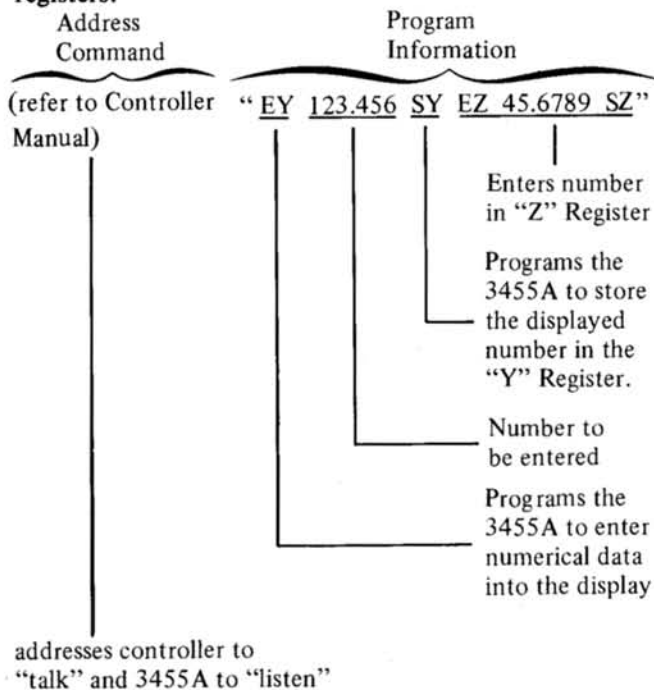 registers.
Address
Command
Program
Information
(refer to Controller
Manual)
“ EY 123.456 SY EZ 45.6789 SZ”
Enters number
in “Z” Register
Programs the
3455A to store
the displayed
number in the
“Y” Register.
Number to
be entered
Programs the
3455A to enter
numerical data
into the display
addresses controller to
“talk” and 3455A to “listen”